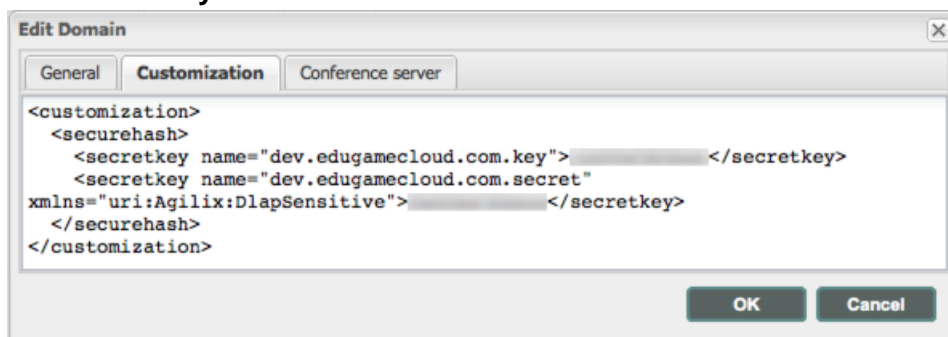 Edit Domain
General Customization Conference server
<customization>
<securehash>
<secretkey name="dev.edugamecloud.com.key"></secretkey>
<secretkey name="dev.edugamecloud.com.secret"
xmlns="uri:Agilix:DlapSensitive"></secretkey>
</securehash>
</customization>
OK Cancel